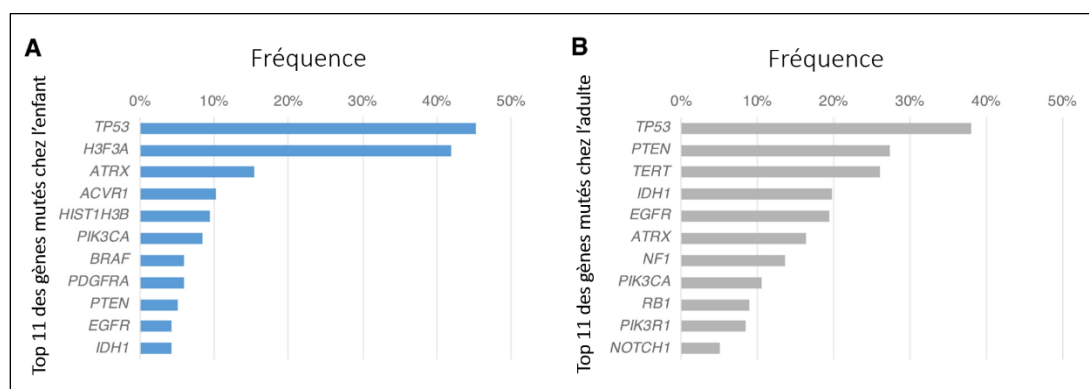 A
Fréquence
Top 11 des gènes mutés chez l'enfant
0% 10% 20% 30% 40% 50%
TP53
H3F3A
ATRX
ACVR1
HIST1H3B
PIK3CA
BRAF
PDGFRA
PTEN
EGFR
IDH1
B
Fréquence
Top 11 des gènes mutés chez l'adulte
0% 10% 20% 30% 40% 50%
TP53
PTEN
TERT
IDH1
EGFR
ATRX
NF1
PIK3CA
RB1
PIK3R1
NOTCH1